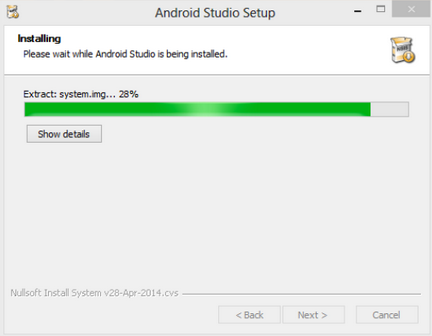 Android Studio Setup
Installing
Please wait while Android Studio is being installed.
Extract: system.img... 28%
Show details
Nullsoft Install System v28-Apr-2014.cvs
< Back
Next >
Cancel